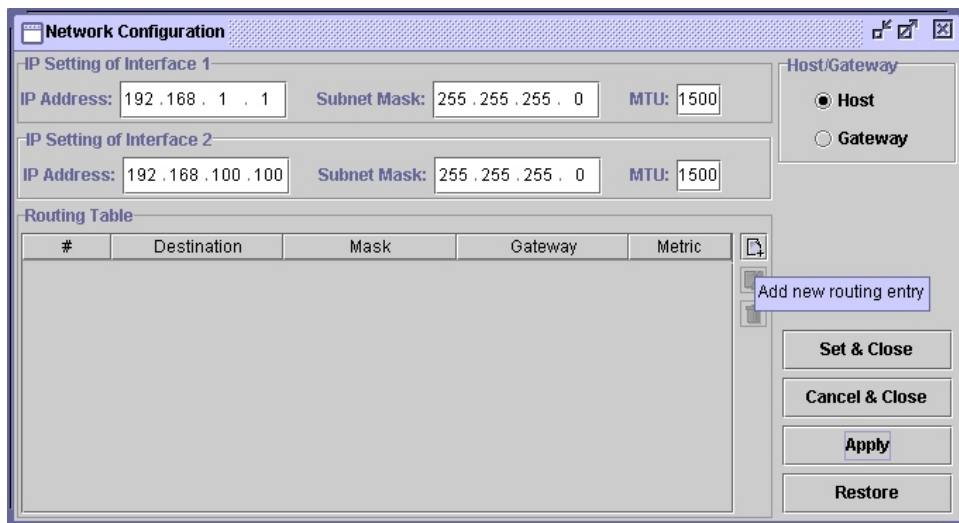 Network Configuration
IP Setting of Interface 1
IP Address: 192 .168 . 1 . 1 Subnet Mask: 255 .255 .255 . 0 MTU: 1500
Host/Gateway
Host
Gateway
IP Setting of Interface 2
IP Address: 192 .168 .100 .100 Subnet Mask: 255 .255 .255 . 0 MTU: 1500
Routing Table
# Destination Mask Gateway Metric
Add new routing entry
Set & Close
Cancel & Close
Apply
Restore